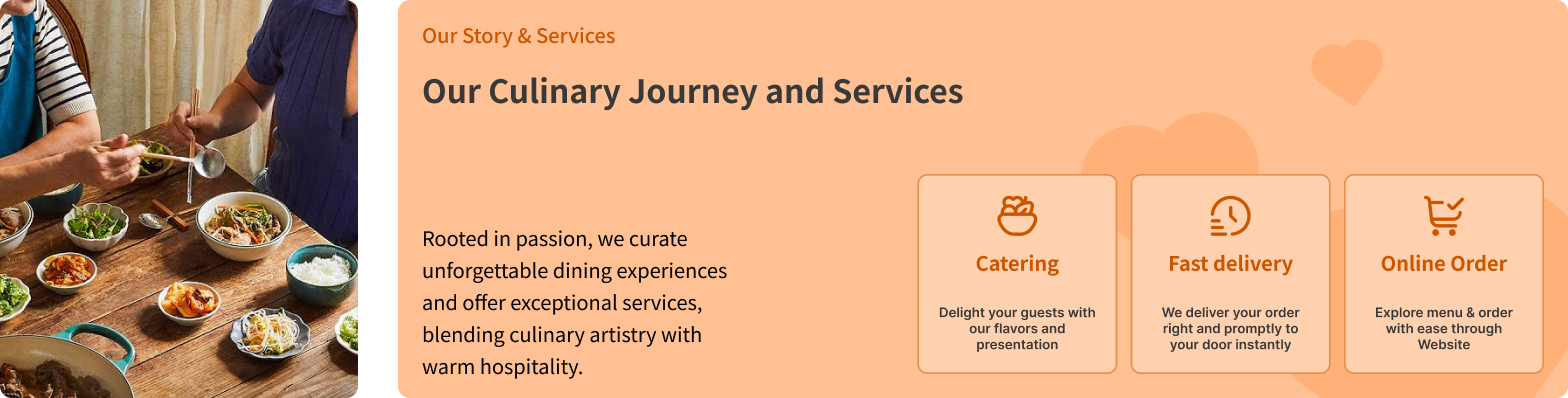 Our Story & Services
Our Culinary Journey and Services
Rooted in passion, we curate
unforgettable dining experiences
and offer exceptional services,
blending culinary artistry with
warm hospitality.
Catering
Delight your guests with
our flavors and
presentation
Fast delivery
We deliver your order
right and promptly to
your door instantly
Online Order
Explore menu & order
with ease through
Website